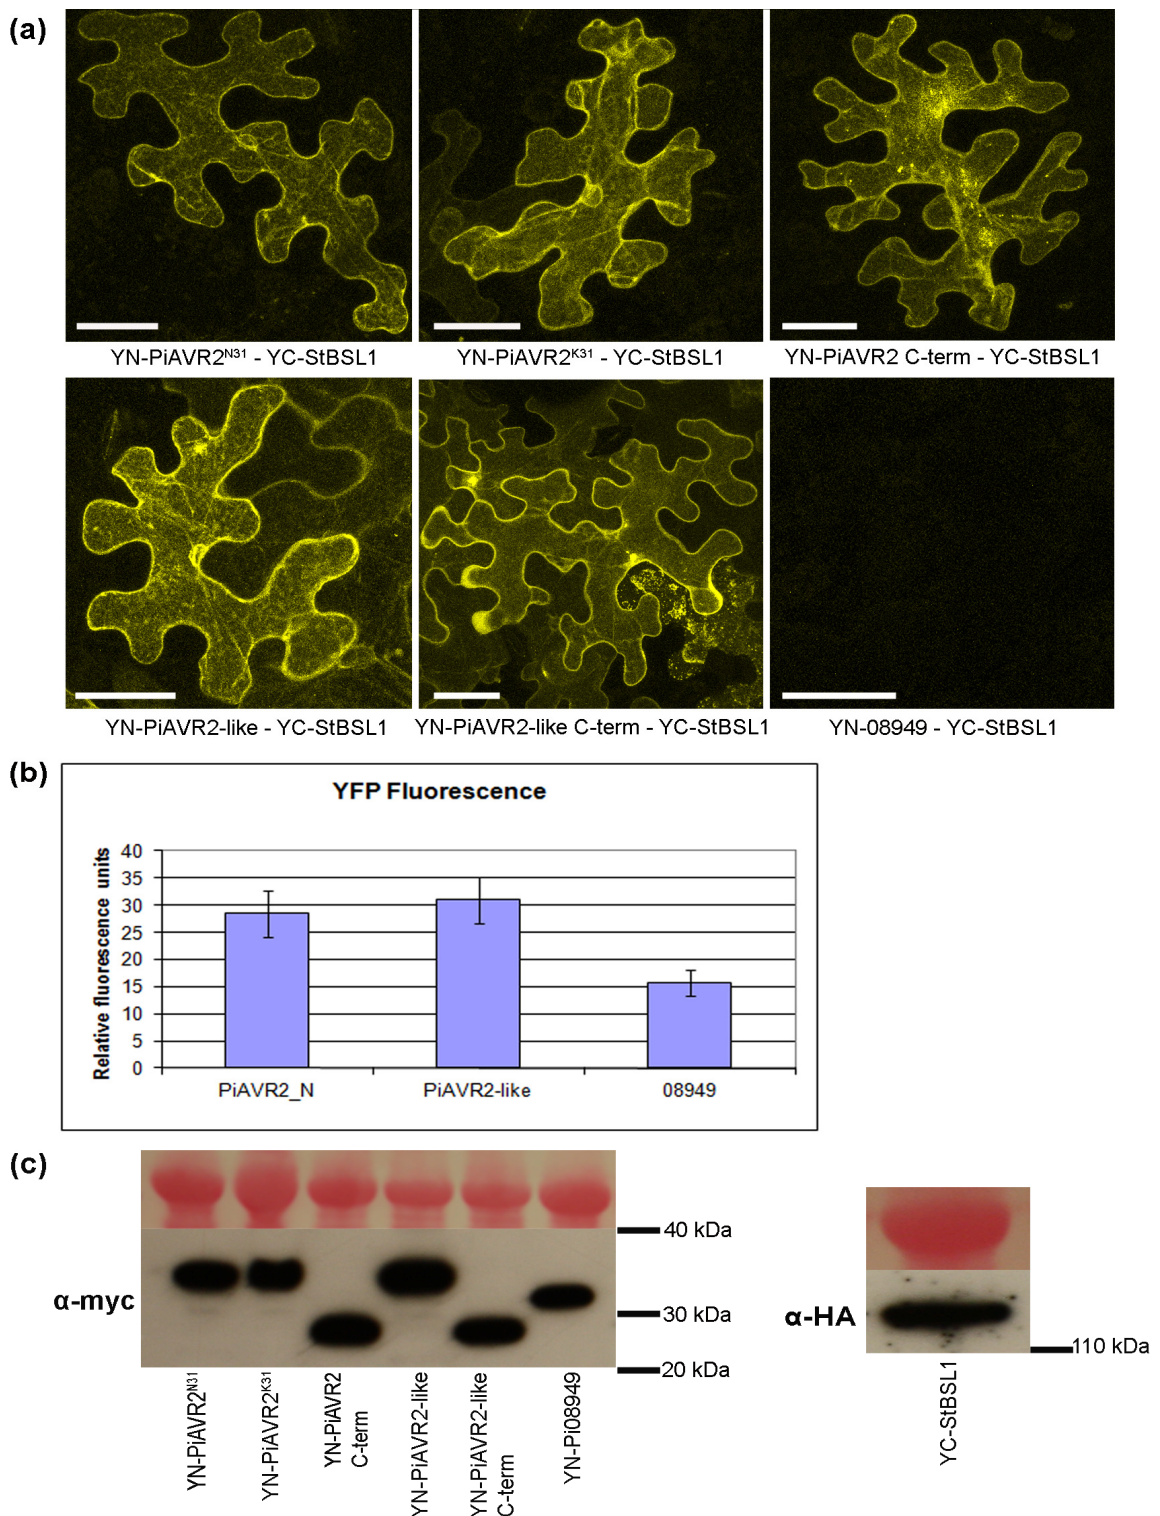 (a)
YN-PiAVR2ᴺ³¹ - YC-StBSL1
YN-PiAVR2ᴷ³¹ - YC-StBSL1
YN-PiAVR2 C-term - YC-StBSL1
YN-PiAVR2-like - YC-StBSL1
YN-PiAVR2-like C-term - YC-StBSL1
YN-08949 - YC-StBSL1
(b)
YFP Fluorescence
Relative fluorescence units
40
35
30
25
20
15
10
5
0
PiAVR2_N
PiAVR2-like
08949
(c)
40 kDa
α-myc
30 kDa
20 kDa
α-HA
110 kDa
YN-PiAVR2ᴺ³¹
YN-PiAVR2ᴷ³¹
YN-PiAVR2
C-term
YN-PiAVR2-like
YN-PiAVR2-like
C-term
YN-Pi08949
YC-StBSL1